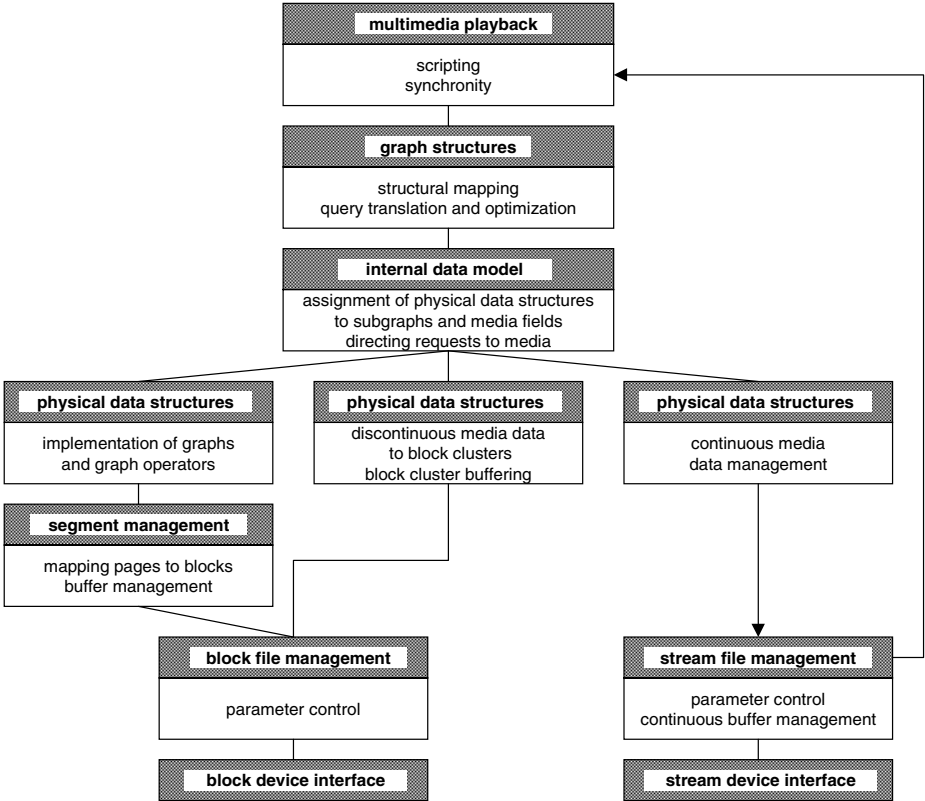 multimedia playback
scripting
synchronity
graph structures
structural mapping
query translation and optimization
internal data model
assignment of physical data structures
to subgraphs and media fields
directing requests to media
physical data structures
implementation of graphs
and graph operators
physical data structures
discontinuous media data
to block clusters
block cluster buffering
physical data structures
continuous media
data management
segment management
mapping pages to blocks
buffer management
block file management
parameter control
stream file management
parameter control
continuous buffer management
block device interface
stream device interface